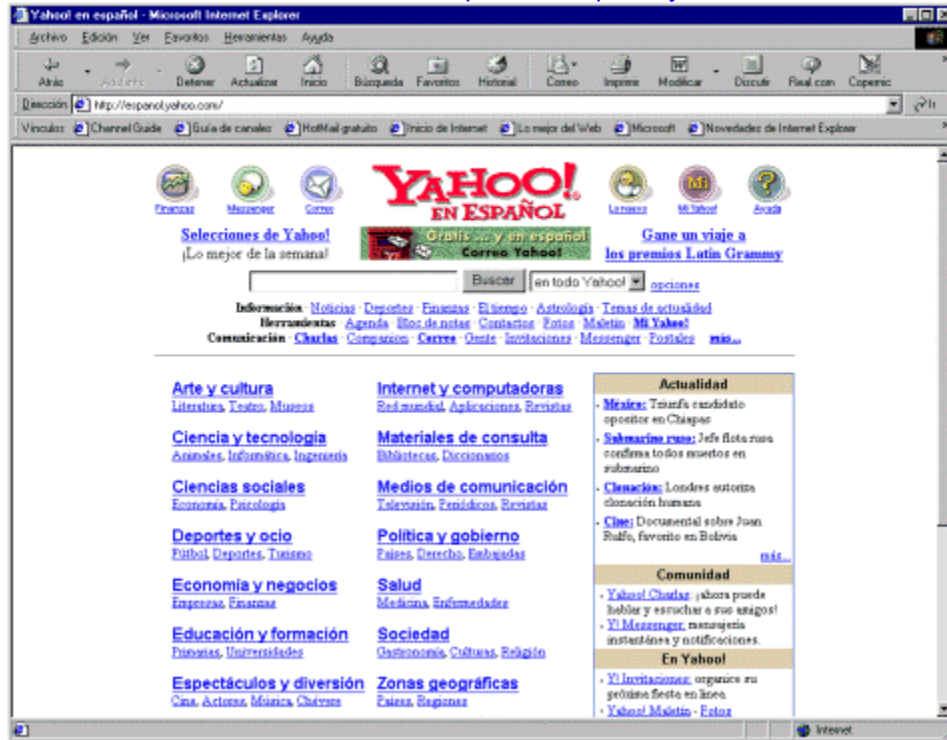 Yahoo! en español - Microsoft Internet Explorer
Archivo Edición Ver Favoritos Herramientas Ayuda
Atrás Detener Actualizar Inicio Búsqueda Favoritos Historial Correo Imprimir Modificar Discutir Real.com Copernic
Dirección http://espanol.yahoo.com/ Ir
Vínculos Channel Guide Guía de canales HotMail gratuito Inicio de Internet Lo mejor del Web Microsoft Novedades de Internet Explorer
YAHOO!
EN ESPAÑOL
Finanzas Messenger Correo Mi Yahoo! Ayuda
Selecciones de Yahoo!
¡Lo mejor de la semana!
Gratis ... y en español
Correo Yahoo!
Gane un viaje a
los premios Latin Grammy
Buscar en todo Yahoo! opciones
Información · Noticias · Deportes · Finanzas · El tiempo · Astrología · Temas de actualidad
Herramientas · Agenda · Bloc de notas · Contactos · Fotos · Maletín · Mi Yahoo!
Comunicación · Charlas · Companion · Correo · Gente · Invitaciones · Messenger · Postales más...
Arte y cultura
Literatura, Teatro, Museos
Ciencia y tecnología
Animales, Informática, Ingeniería
Ciencias sociales
Economía, Psicología
Deportes y ocio
Fútbol, Deportes, Turismo
Economía y negocios
Empresas, Finanzas
Educación y formación
Primarias, Universidades
Espectáculos y diversión
Cine, Actores, Música, Chéveres
Internet y computadoras
Red mundial, Aplicaciones, Revistas
Materiales de consulta
Bibliotecas, Diccionarios
Medios de comunicación
Televisión, Periódicos, Revistas
Política y gobierno
Países, Derecho, Embajadas
Salud
Medicina, Enfermedades
Sociedad
Gastronomía, Culturas, Religión
Zonas geográficas
Países, Regiones
Actualidad
· México: Triunfa candidato
opositor en Chiapas
· Submarino ruso: Jefe flota rusa
confirma todos muertos en
submarino
· Clonación: Londres autoriza
clonación humana
· Cine: Documental sobre Juan
Rulfo, favorito en Bolivia
más...
Comunidad
· Yahoo! Charlas: ¡ahora puede
hablar y escuchar a sus amigos!
· Y! Messenger: mensajería
instantánea y notificaciones.
En Yahoo!
· Y! Invitaciones: organice su
próxima fiesta en línea.
· Yahoo! Maletín - Fotos
Internet